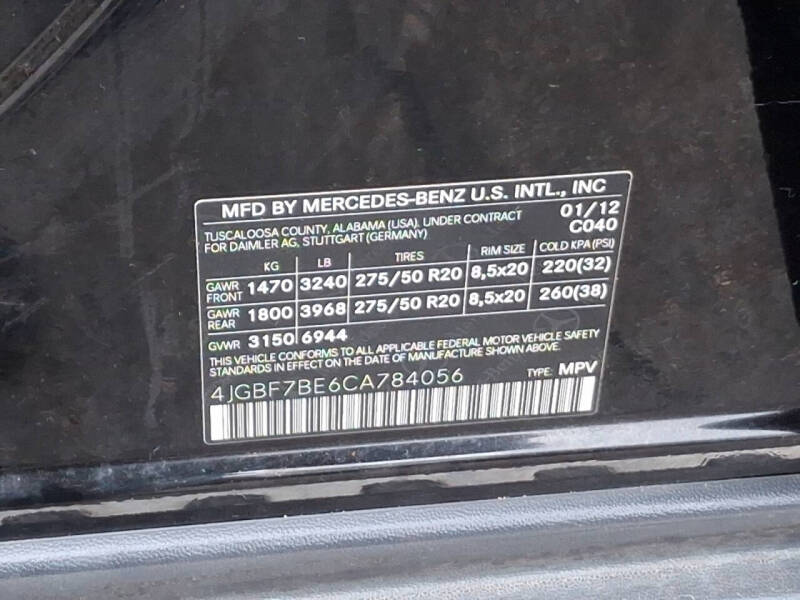 MFD BY MERCEDES-BENZ U.S. INTL., INC
TUSCALOOSA COUNTY, ALABAMA (USA). UNDER CONTRACT 01/12
FOR DAIMLER AG, STUTTGART (GERMANY) C040
KG LB TIRES RIM SIZE COLD KPA (PSI)
GAWR FRONT 1470 3240 275/50 R20 8,5x20 220(32)
GAWR REAR 1800 3968 275/50 R20 8,5x20 260(38)
GVWR 3150 6944
THIS VEHICLE CONFORMS TO ALL APPLICABLE FEDERAL MOTOR VEHICLE SAFETY
STANDARDS IN EFFECT ON THE DATE OF MANUFACTURE SHOWN ABOVE.
4JGBF7BE6CA784056 TYPE: MPV